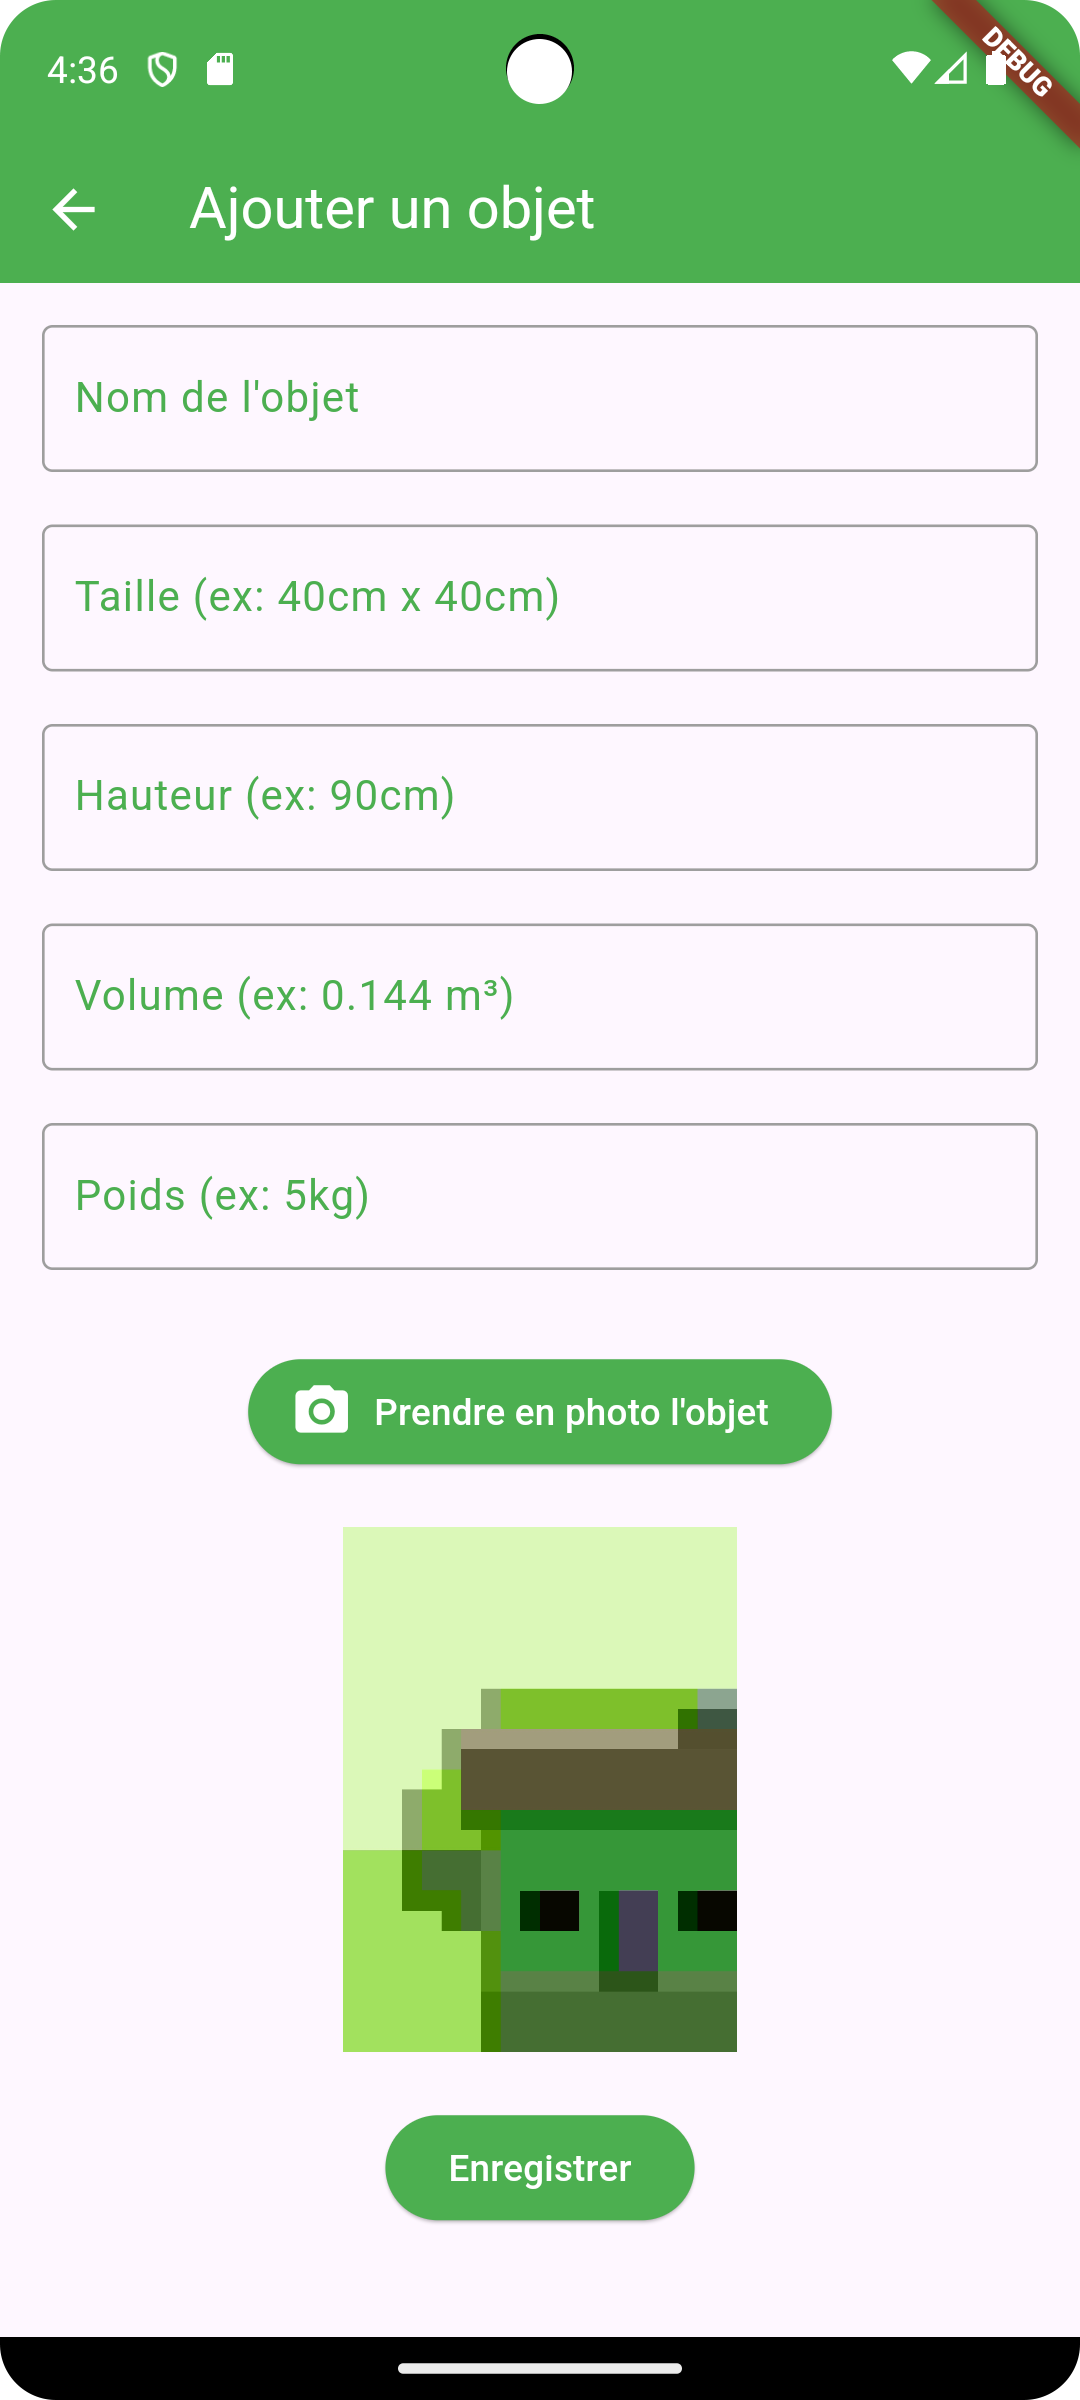 4:36
DEBUG
Ajouter un objet
Nom de l'objet
Taille (ex: 40cm x 40cm)
Hauteur (ex: 90cm)
Volume (ex: 0.144 m³)
Poids (ex: 5kg)
Prendre en photo l'objet
Enregistrer